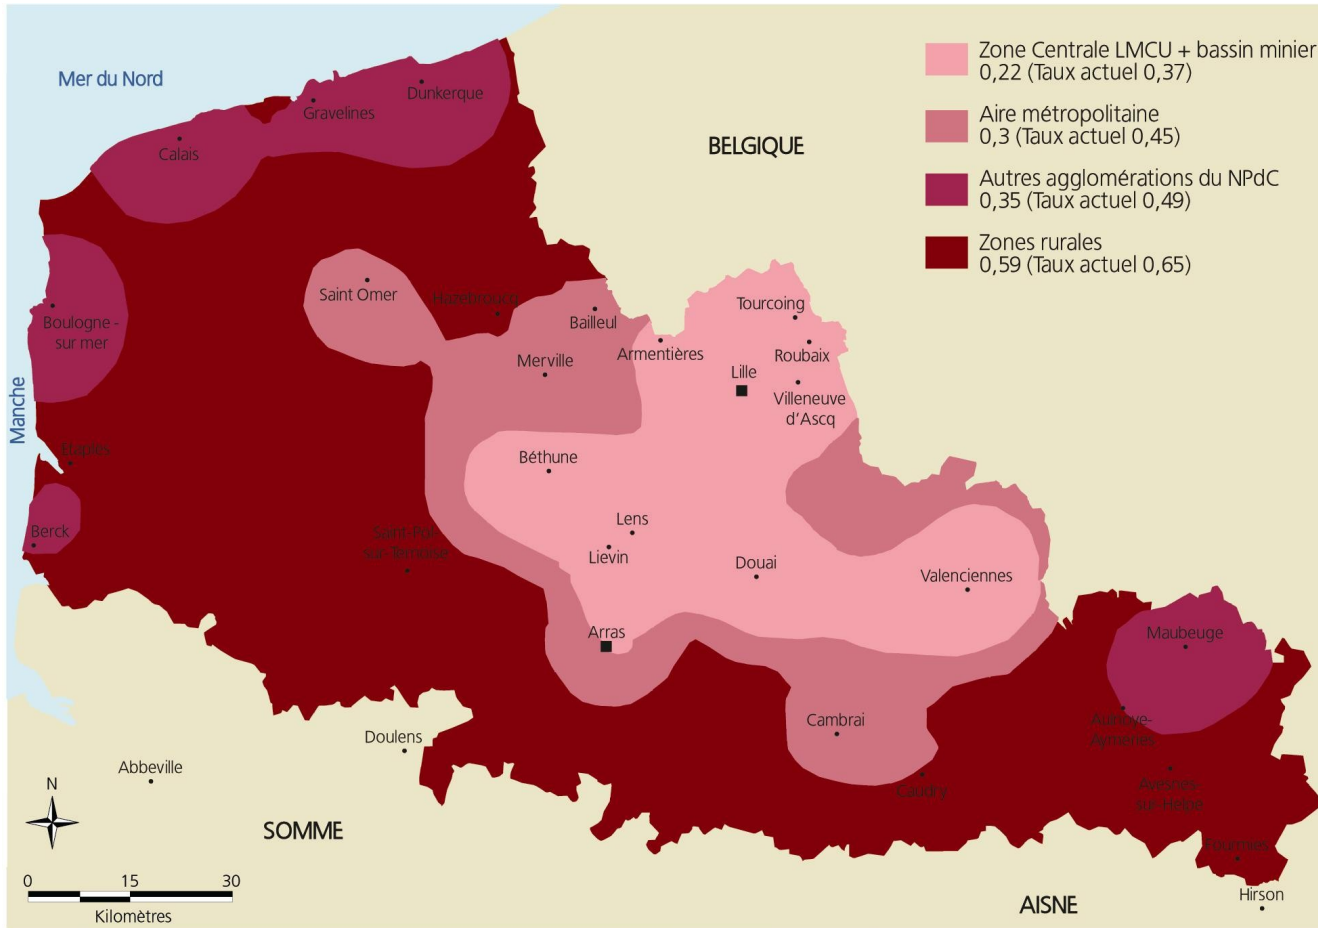 Mer du Nord
Dunkerque
Gravelines
Calais
BELGIQUE
Zone Centrale LMCU + bassin minier
0,22 (Taux actuel 0,37)
Aire métropolitaine
0,3 (Taux actuel 0,45)
Autres agglomérations du NPdC
0,35 (Taux actuel 0,49)
Zones rurales
0,59 (Taux actuel 0,65)
Saint Omer
Hazebroucq
Bailleul
Tourcoing
Boulogne -
sur mer
Armentières
Roubaix
Merville
Lille
Villeneuve
d'Ascq
Manche
Etaples
Béthune
Berck
Saint-Pol-
sur-Ternoise
Lens
Lievin
Douai
Valenciennes
Arras
Maubeuge
Cambrai
Aulnoye-
Aymeries
Doulens
Abbeville
Caudry
Avesnes-
sur-Helpe
N
SOMME
Fourmies
0 15 30
Kilomètres
AISNE
Hirson